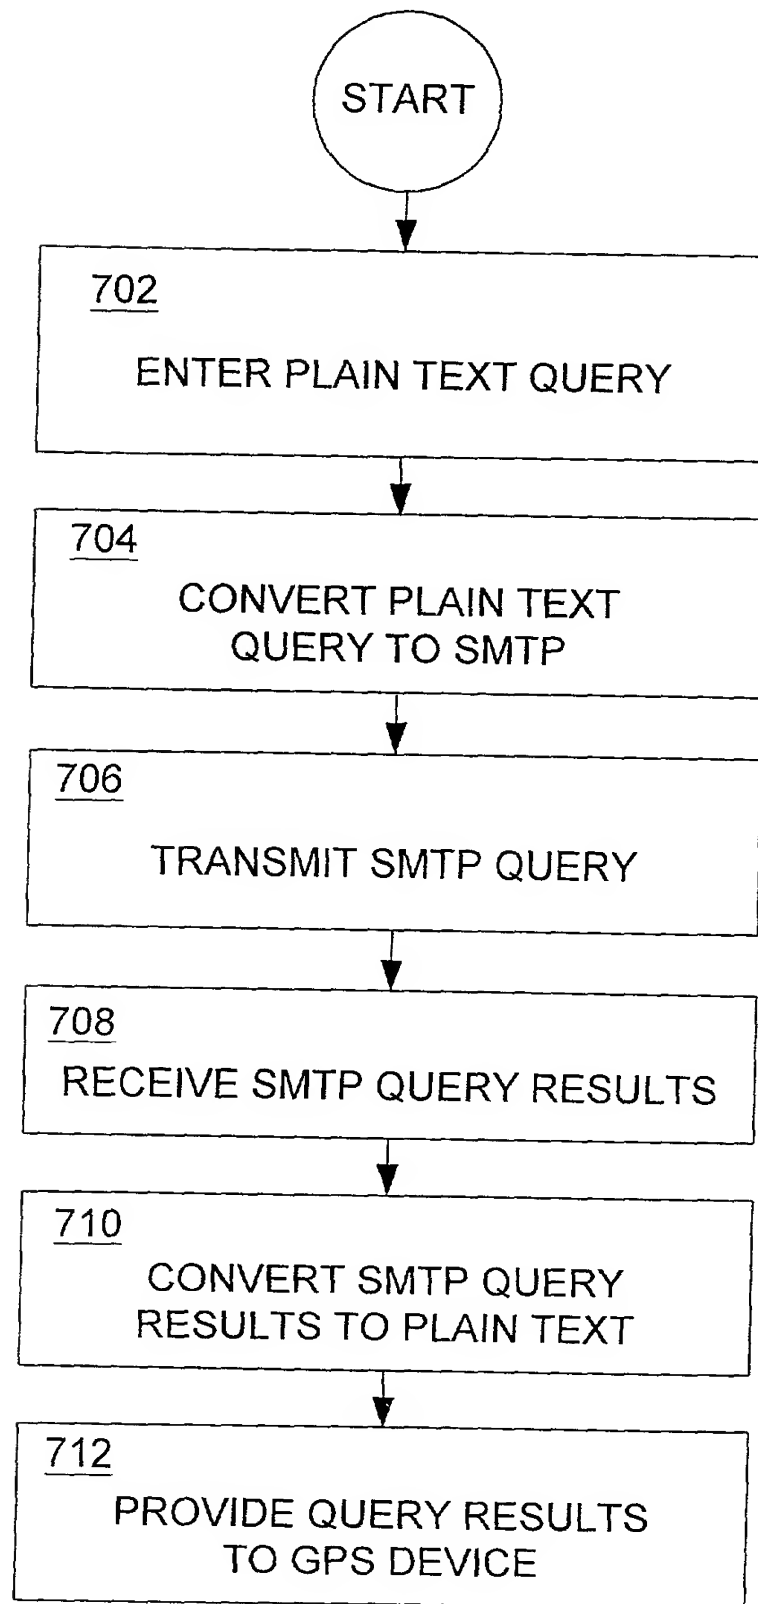 START
702
ENTER PLAIN TEXT QUERY
704
CONVERT PLAIN TEXT
QUERY TO SMTP
706
TRANSMIT SMTP QUERY
708
RECEIVE SMTP QUERY RESULTS
710
CONVERT SMTP QUERY
RESULTS TO PLAIN TEXT
712
PROVIDE QUERY RESULTS
TO GPS DEVICE